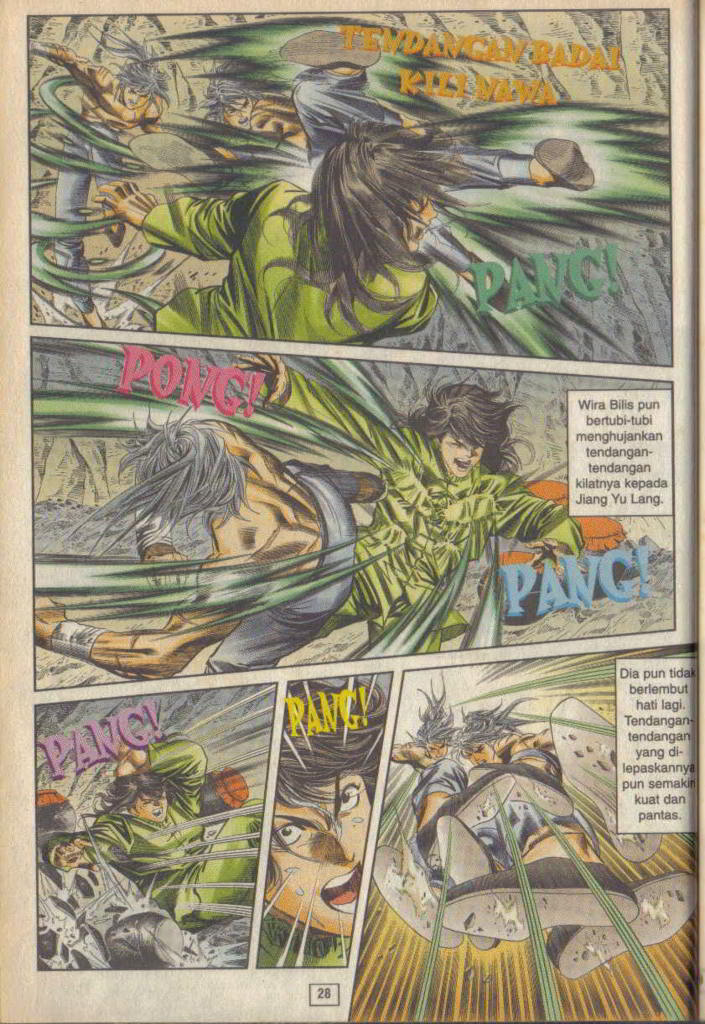 TENDANGAN BADAI
KILI NAWA
PANG!
PONG!
Wira Bilis pun
bertubi-tubi
menghujankan
tendangan-
tendangan
kilatnya kepada
Jiang Yu Lang.
PANG!
PANG!
PANG!
Dia pun tidak
berlembut
hati lagi.
Tendangan-
tendangan
yang di-
lepaskannya
pun semakin
kuat dan
pantas.
28